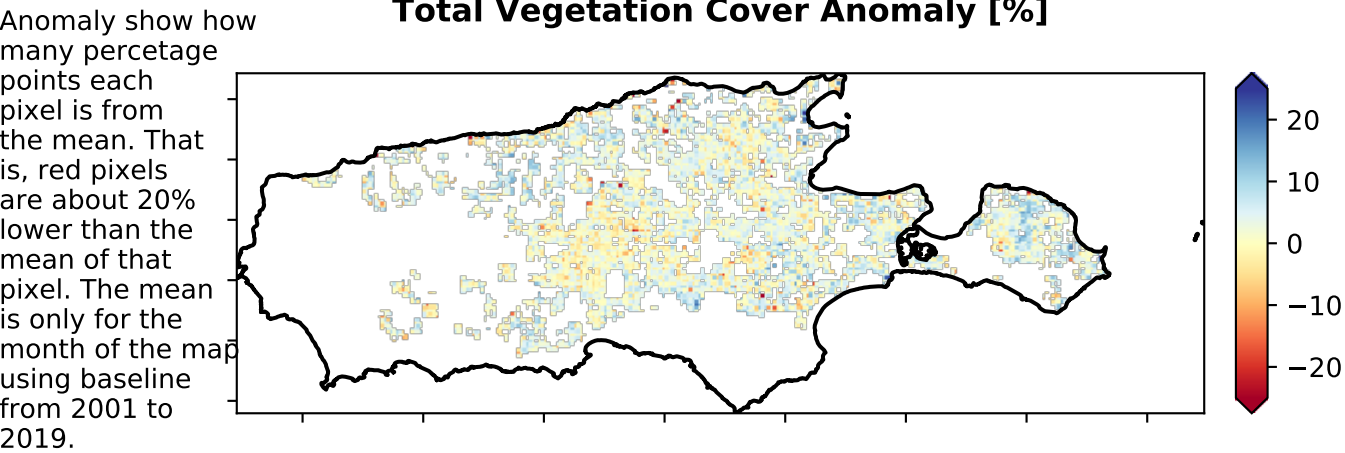 Total Vegetation Cover Anomaly [%]
Anomaly show how
many percetage
points each
pixel is from
the mean. That
is, red pixels
are about 20%
lower than the
mean of that
pixel. The mean
is only for the
month of the map
using baseline
from 2001 to
2019.
20
10
0
−10
−20